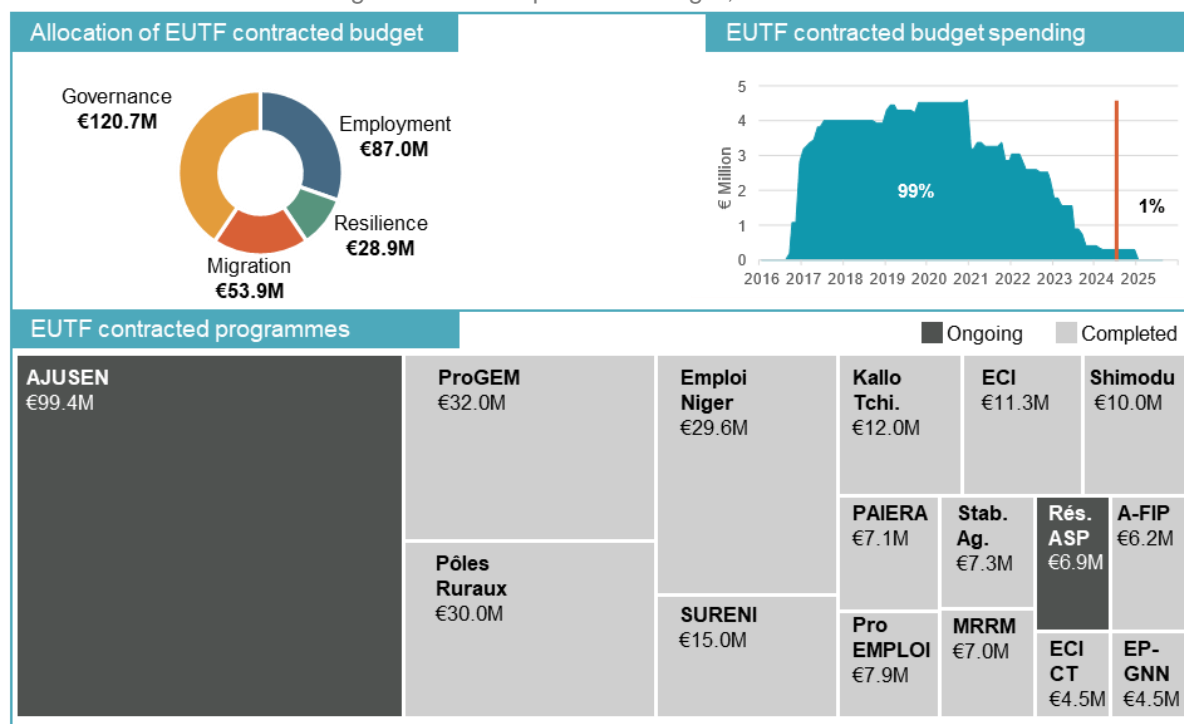 Allocation of EUTF contracted budget
Governance
€120.7M
Employment
€87.0M
Resilience
€28.9M
Migration
€53.9M
EUTF contracted budget spending
€ Million
5
4
3
2
1
0
99%
1%
2016 2017 2018 2019 2020 2021 2022 2023 2024 2025
EUTF contracted programmes
Ongoing
Completed
AJUSEN
€99.4M
ProGEM
€32.0M
Pôles
Ruraux
€30.0M
Emploi
Niger
€29.6M
SURENI
€15.0M
Kallo
Tchi.
€12.0M
ECI
€11.3M
Shimodu
€10.0M
PAIERA
€7.1M
Stab.
Ag.
€7.3M
Rés.
ASP
€6.9M
A-FIP
€6.2M
Pro
EMPLOI
€7.9M
MRRM
€7.0M
ECI
CT
€4.5M
EP-
GNN
€4.5M